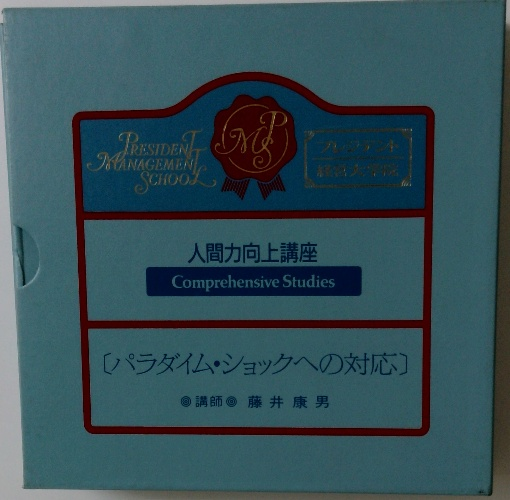 PRESIDENT
MANAGEMENT
SCHOOL
MPS
プレジデント
経営大学院
人間力向上講座
Comprehensive Studies
〔パラダイム・ショックへの対応〕
◎講師◎ 藤井康男